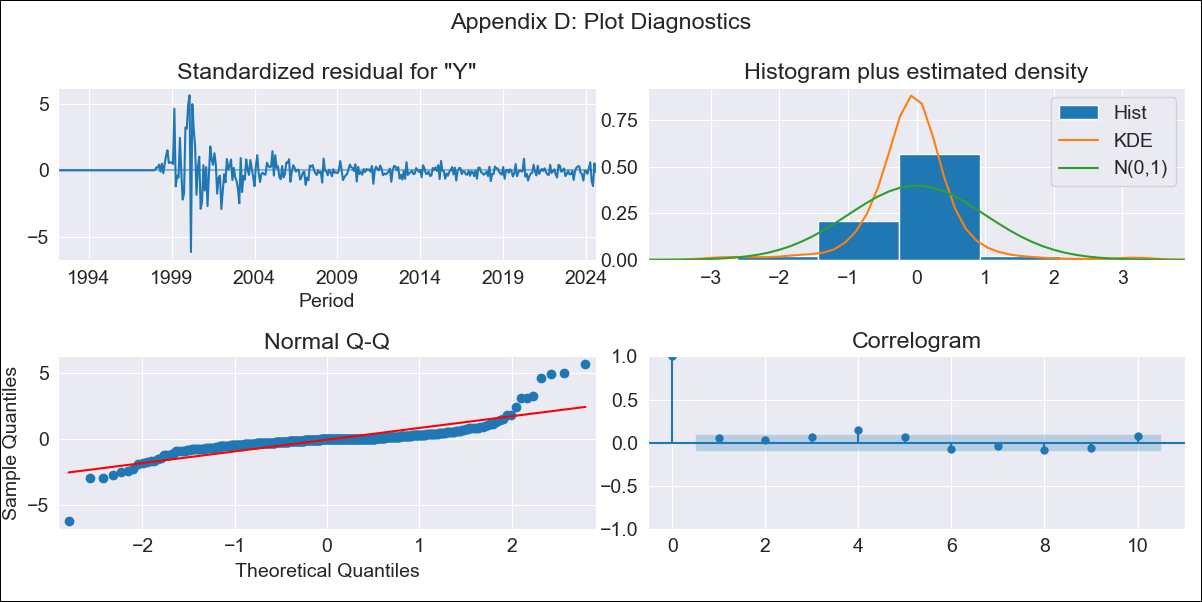 Appendix D: Plot Diagnostics
Standardized residual for "Y"
5
0
−5
1994 1999 2004 2009 2014 2019 2024
Period
Histogram plus estimated density
0.75
0.50
0.25
0.00
−3 −2 −1 0 1 2 3
Hist
KDE
N(0,1)
Normal Q-Q
Sample Quantiles
5
0
−5
−2 −1 0 1 2
Theoretical Quantiles
Correlogram
1.0
0.5
0.0
−0.5
−1.0
0 2 4 6 8 10